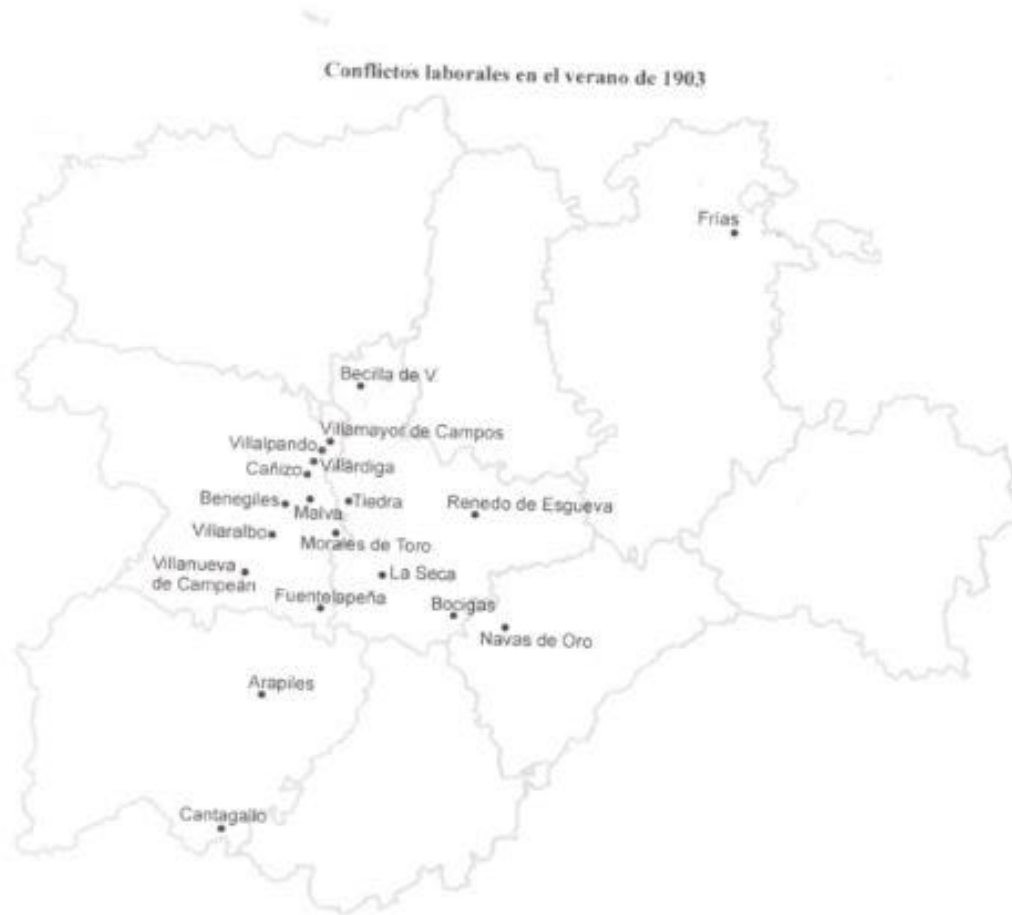 Conflictos laborales en el verano de 1903
Frías
Becilla de V.
Villamayor de Campos
Villalpando
Villárdiga
Cañizo
Benegiles
Malva
Tiedra
Renedo de Esgueva
Villaralbo
Morales de Toro
Villanueva
de Campeán
La Seca
Fuentelapeña
Bocigas
Navas de Oro
Arapiles
Cantagallo